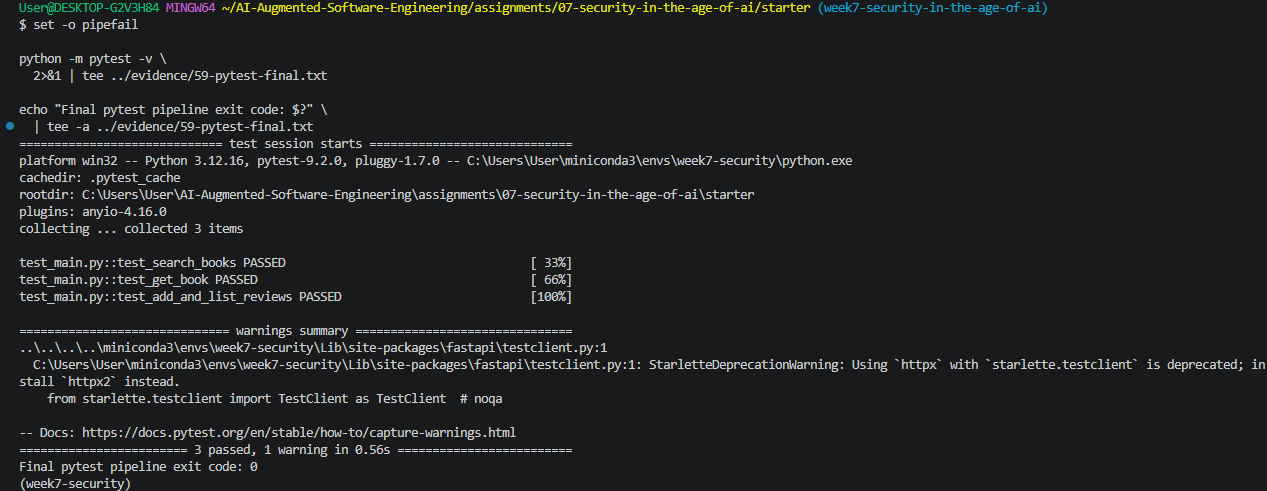 User@DESKTOP-G2V3H84 MINGW64 ~/AI-Augmented-Software-Engineering/assignments/07-security-in-the-age-of-ai/starter (week7-security-in-the-age-of-ai)
$ set -o pipefail
python -m pytest -v \
2>&1 | tee ../evidence/59-pytest-final.txt
echo "Final pytest pipeline exit code: $?" \
| tee -a ../evidence/59-pytest-final.txt
============================= test session starts =============================
platform win32 -- Python 3.12.16, pytest-9.2.0, pluggy-1.7.0 -- C:\Users\User\miniconda3\envs\week7-security\python.exe
cachedir: .pytest_cache
rootdir: C:\Users\User\AI-Augmented-Software-Engineering\assignments\07-security-in-the-age-of-ai\starter
plugins: anyio-4.16.0
collecting ... collected 3 items
test_main.py::test_search_books PASSED [ 33%]
test_main.py::test_get_book PASSED [ 66%]
test_main.py::test_add_and_list_reviews PASSED [100%]
============================== warnings summary ===============================
..\..\..\..\miniconda3\envs\week7-security\Lib\site-packages\fastapi\testclient.py:1
C:\Users\User\miniconda3\envs\week7-security\Lib\site-packages\fastapi\testclient.py:1: StarletteDeprecationWarning: Using `httpx` with `starlette.testclient` is deprecated; in
stall `httpx2` instead.
from starlette.testclient import TestClient as TestClient # noqa
-- Docs: https://docs.pytest.org/en/stable/how-to/capture-warnings.html
======================== 3 passed, 1 warning in 0.56s =========================
Final pytest pipeline exit code: 0
(week7-security)